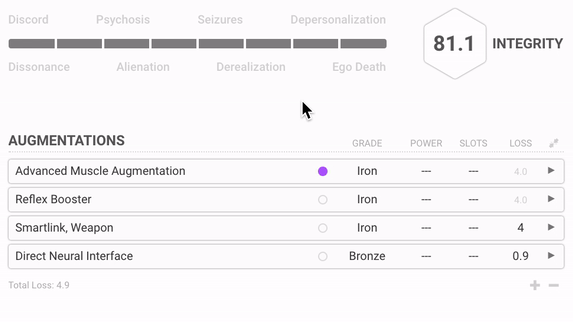 Discord Psychosis Seizures Depersonalization
81.1 INTEGRITY
Dissonance Alienation Derealization Ego Death
AUGMENTATIONS GRADE POWER SLOTS LOSS
Advanced Muscle Augmentation Iron --- --- 4.0
Reflex Booster Iron --- --- 4.0
Smartlink, Weapon Iron --- --- 4
Direct Neural Interface Bronze --- --- 0.9
Total Loss: 4.9